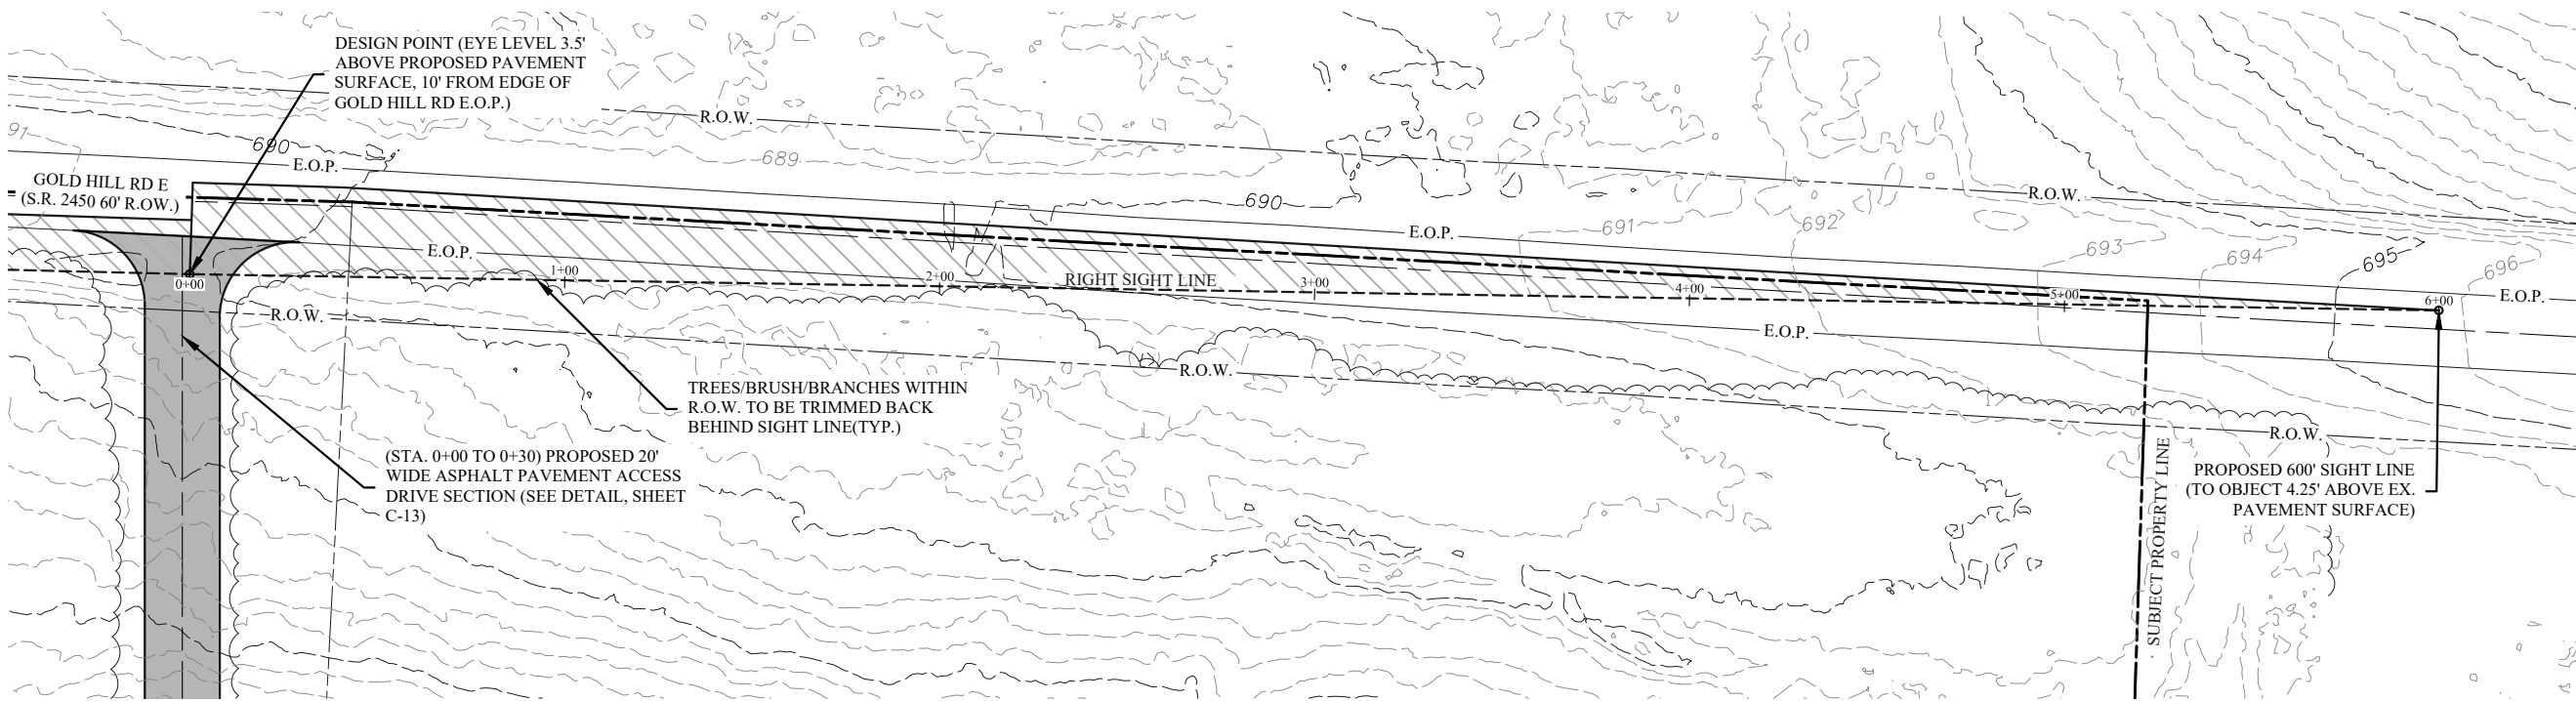 DESIGN POINT (EYE LEVEL 3.5'
ABOVE PROPOSED PAVEMENT
SURFACE, 10' FROM EDGE OF
GOLD HILL RD E.O.P.)
R.O.W.
91
690
689
E.O.P.
GOLD HILL RD E
(S.R. 2450 60' R.O.W.)
690
R.O.W.
691
692
693
694
695
696
E.O.P.
E.O.P.
E.O.P.
0+00
1+00
2+00
RIGHT SIGHT LINE
3+00
4+00
5+00
6+00
R.O.W.
E.O.P.
R.O.W.
TREES/BRUSH/BRANCHES WITHIN
R.O.W. TO BE TRIMMED BACK
BEHIND SIGHT LINE(TYP.)
R.O.W.
(STA. 0+00 TO 0+30) PROPOSED 20'
WIDE ASPHALT PAVEMENT ACCESS
DRIVE SECTION (SEE DETAIL, SHEET
C-13)
SUBJECT PROPERTY LINE
PROPOSED 600' SIGHT LINE
(TO OBJECT 4.25' ABOVE EX.
PAVEMENT SURFACE)